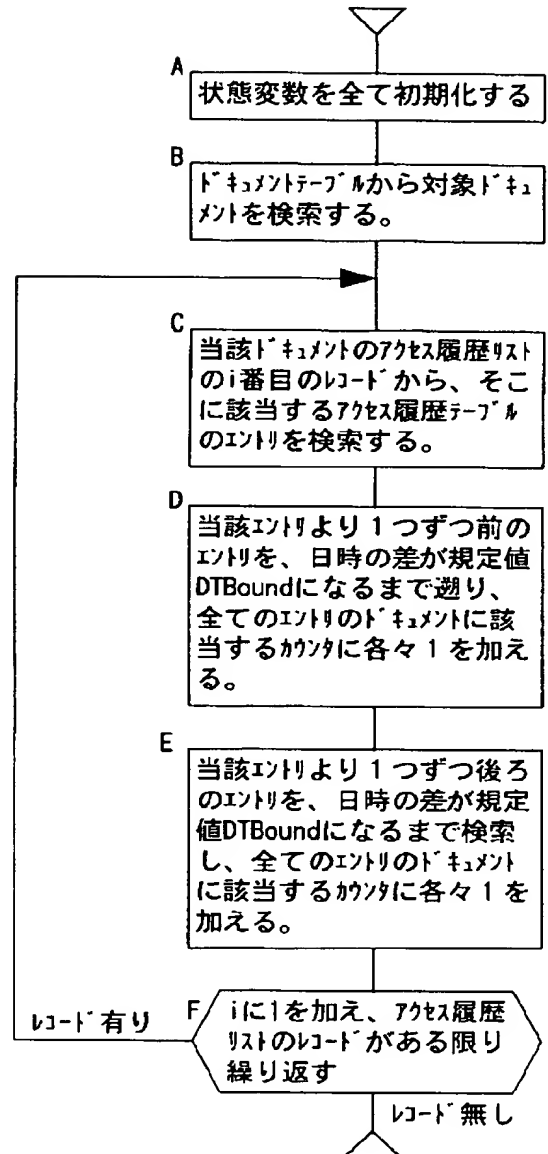 A
状態変数を全て初期化する
B
ﾄﾞｷｭﾒﾝﾄﾃｰﾌﾞﾙから対象ﾄﾞｷｭ
ﾒﾝﾄを検索する。
C
当該ﾄﾞｷｭﾒﾝﾄのｱｸｾｽ履歴ﾘｽﾄ
のi番目のﾚｺｰﾄﾞから、そこ
に該当するｱｸｾｽ履歴ﾃｰﾌﾞﾙ
のｴﾝﾄﾘを検索する。
D
当該ｴﾝﾄﾘより１つずつ前の
ｴﾝﾄﾘを、日時の差が規定値
DTBoundになるまで遡り、
全てのｴﾝﾄﾘのﾄﾞｷｭﾒﾝﾄに該
当するｶｳﾝﾀに各々１を加え
る。
E
当該ｴﾝﾄﾘより１つずつ後ろ
のｴﾝﾄﾘを、日時の差が規定
値DTBoundになるまで検索
し、全てのｴﾝﾄﾘのﾄﾞｷｭﾒﾝﾄ
に該当するｶｳﾝﾀに各々１を
加える。
F
iに1を加え、ｱｸｾｽ履歴
ﾘｽﾄのﾚｺｰﾄﾞがある限り
繰り返す
ﾚｺｰﾄﾞ有り
ﾚｺｰﾄﾞ無し